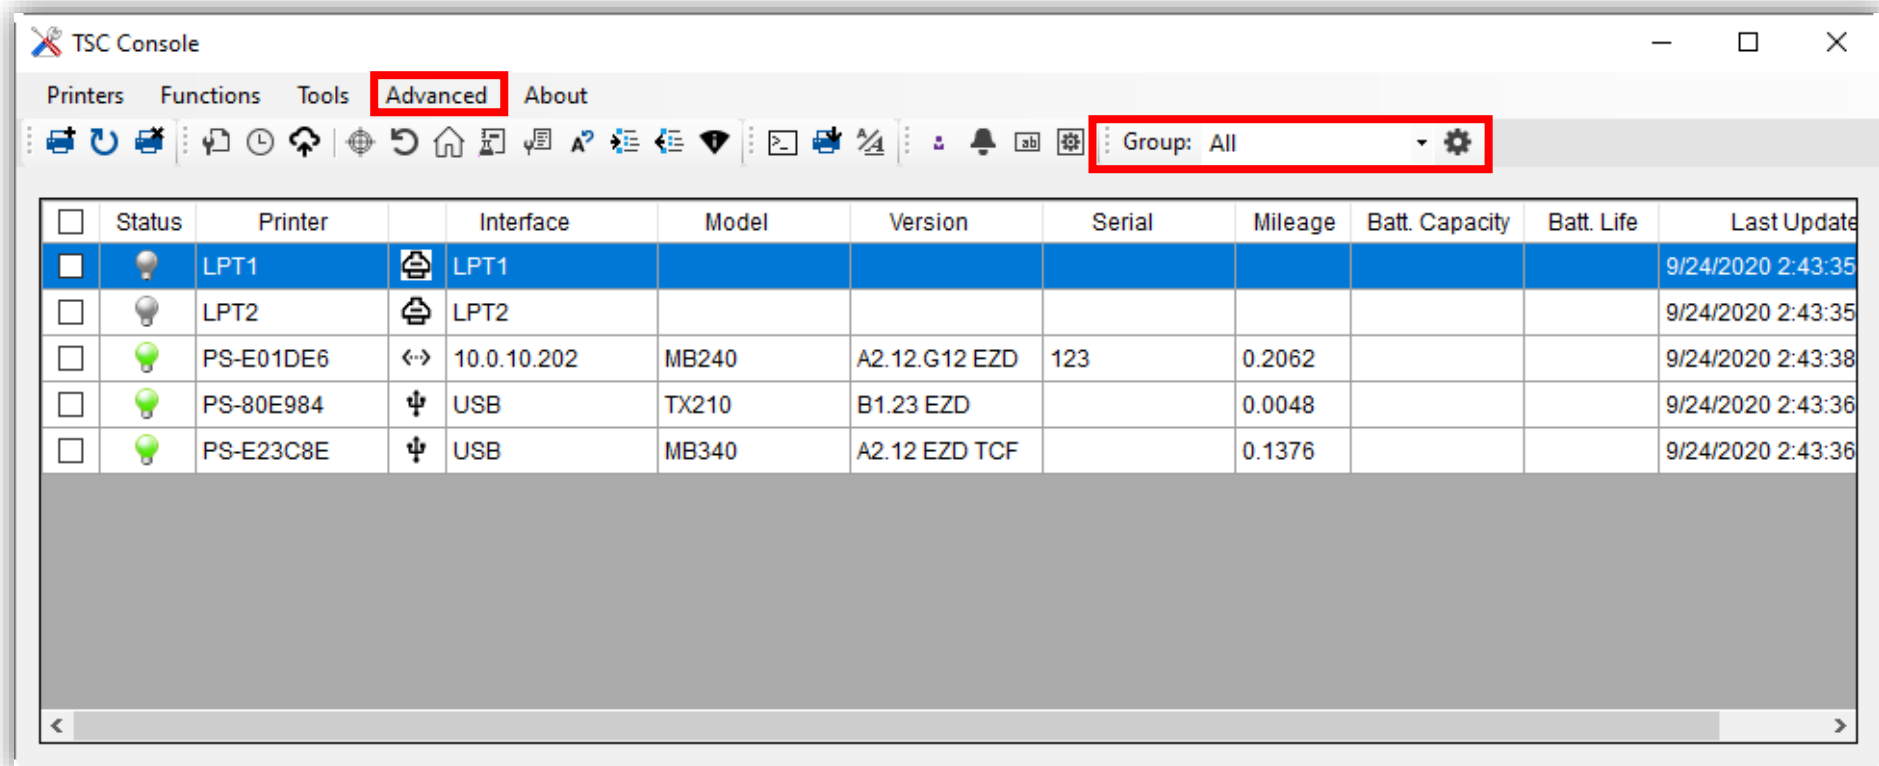 TSC Console
Printers Functions Tools Advanced About
Group: All
Status Printer Interface Model Version Serial Mileage Batt. Capacity Batt. Life Last Update
LPT1 LPT1 9/24/2020 2:43:35
LPT2 LPT2 9/24/2020 2:43:35
PS-E01DE6 10.0.10.202 MB240 A2.12.G12 EZD 123 0.2062 9/24/2020 2:43:38
PS-80E984 USB TX210 B1.23 EZD 0.0048 9/24/2020 2:43:36
PS-E23C8E USB MB340 A2.12 EZD TCF 0.1376 9/24/2020 2:43:36